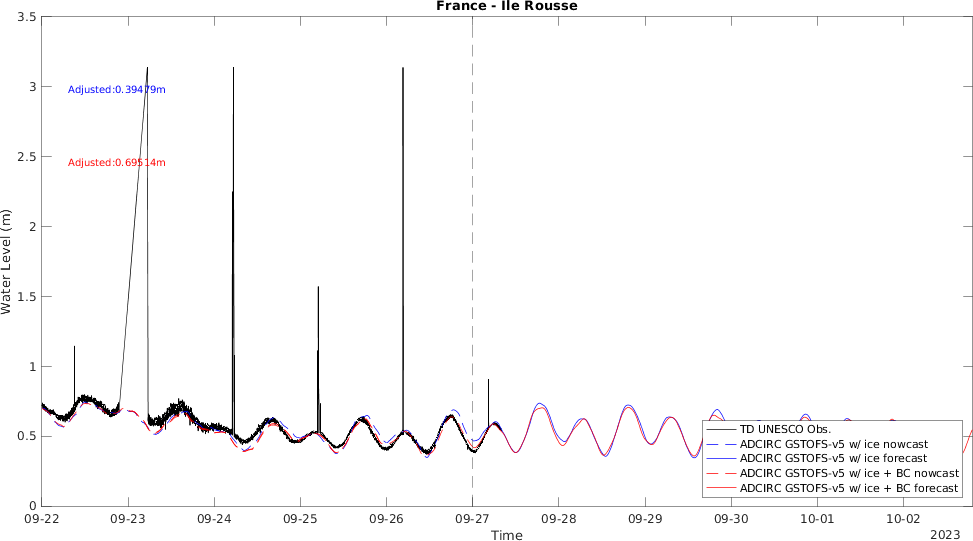 France - Ile Rousse
3.5
3
2.5
2
1.5
1
0.5
0
Water Level (m)
Adjusted:0.39479m
Adjusted:0.69514m
TD UNESCO Obs.
ADCIRC GSTOFS-v5 w/ ice nowcast
ADCIRC GSTOFS-v5 w/ ice forecast
ADCIRC GSTOFS-v5 w/ ice + BC nowcast
ADCIRC GSTOFS-v5 w/ ice + BC forecast
09-22 09-23 09-24 09-25 09-26 09-27 09-28 09-29 09-30 10-01 10-02
Time
2023